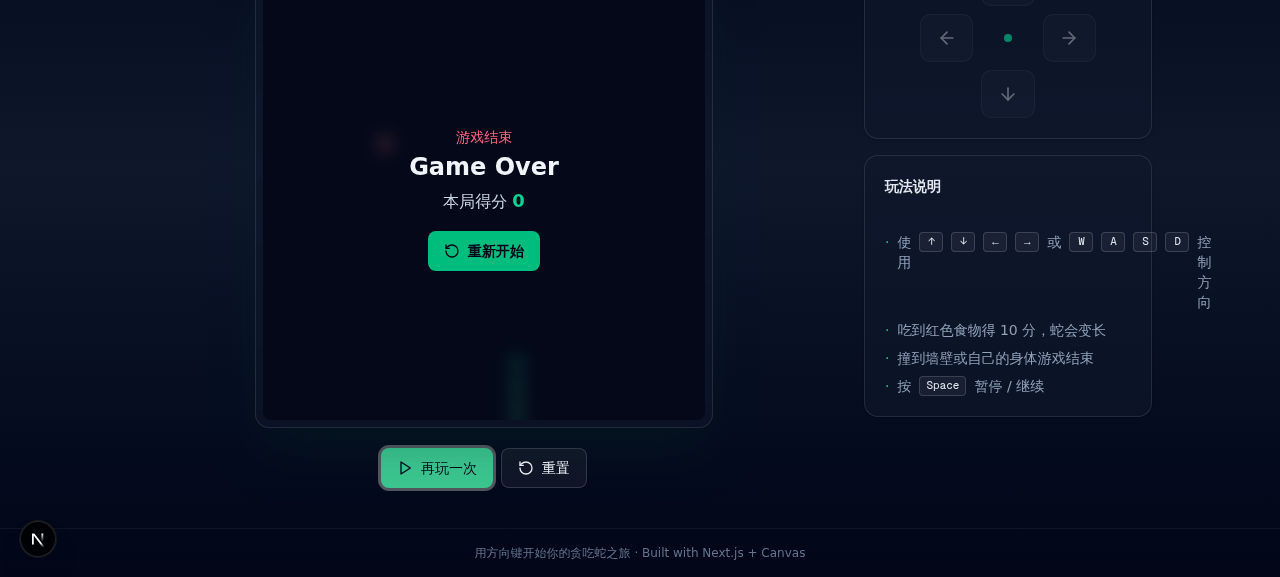 游戏结束
Game Over
本局得分 0
重新开始
再玩一次
重置
玩法说明
· 使用 ↑ ↓ ← → 或 W A S D 控制方向
· 吃到红色食物得 10 分，蛇会变长
· 撞到墙壁或自己的身体游戏结束
· 按 Space 暂停 / 继续
N
用方向键开始你的贪吃蛇之旅 · Built with Next.js + Canvas